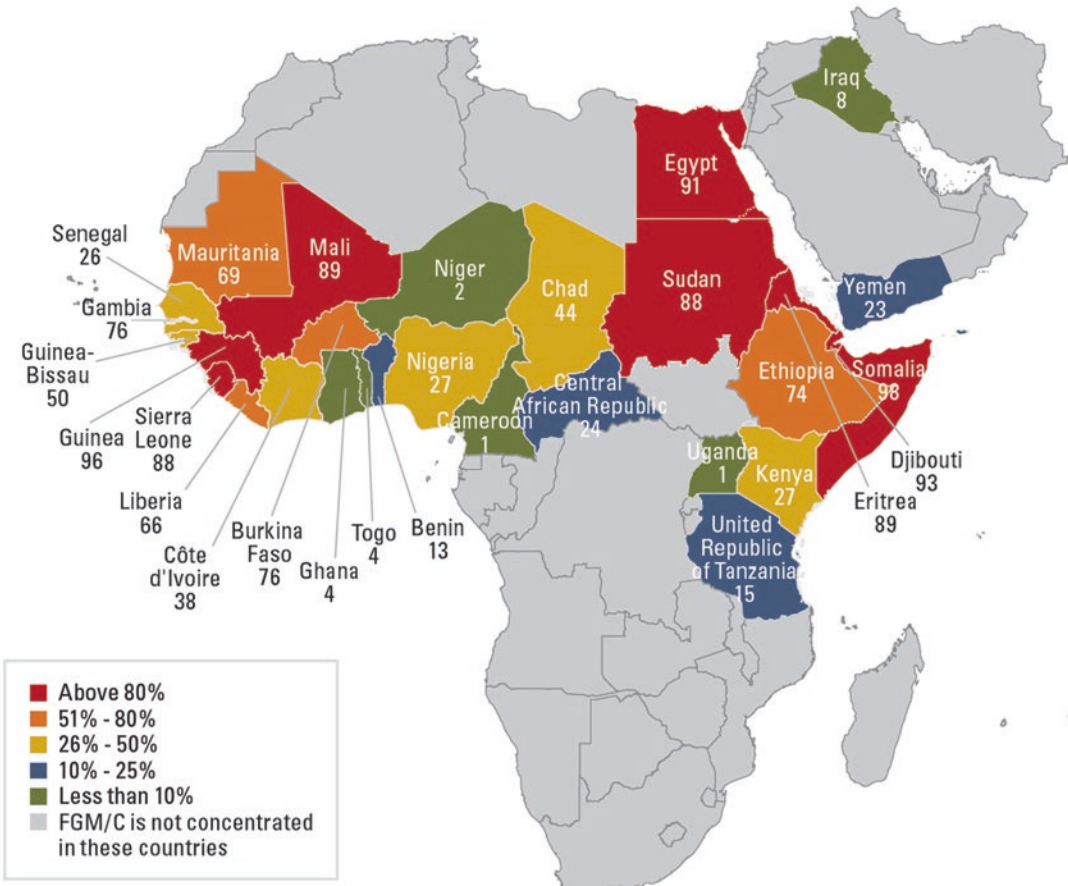 Iraq
8
Egypt
91
Senegal
26
Mauritania
69
Mali
89
Niger
2
Chad
44
Sudan
88
Yemen
23
Gambia
76
Guinea-
Bissau
50
Nigeria
27
Ethiopia
74
Somalia
98
Guinea
96
Sierra
Leone
88
Central
African Republic
24
Cameroon
1
Uganda
1
Kenya
27
Djibouti
93
Eritrea
89
Liberia
66
Côte
d'Ivoire
38
Burkina
Faso
76
Ghana
4
Togo
4
Benin
13
United
Republic
of Tanzania
15
Above 80%
51% - 80%
26% - 50%
10% - 25%
Less than 10%
FGM/C is not concentrated
in these countries